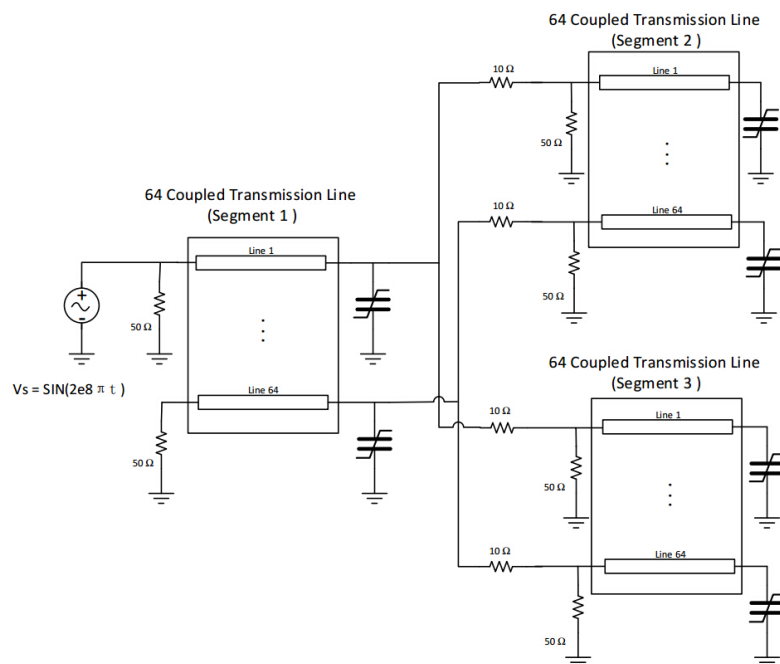 64 Coupled Transmission Line
(Segment 2 )
10 Ω
Line 1
50 Ω
⋮
10 Ω
Line 64
50 Ω
64 Coupled Transmission Line
(Segment 1 )
Line 1
+
-
50 Ω
⋮
Vs = SIN(2e8 π t )
Line 64
50 Ω
64 Coupled Transmission Line
(Segment 3 )
10 Ω
Line 1
50 Ω
⋮
10 Ω
Line 64
50 Ω